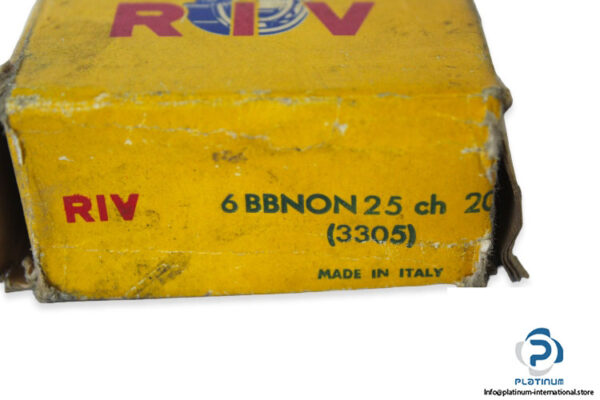 RIV
RIV 6 BBNON 25 ch 20
(3305)
MADE IN ITALY
PLATINUM
Info@platinum-international.store